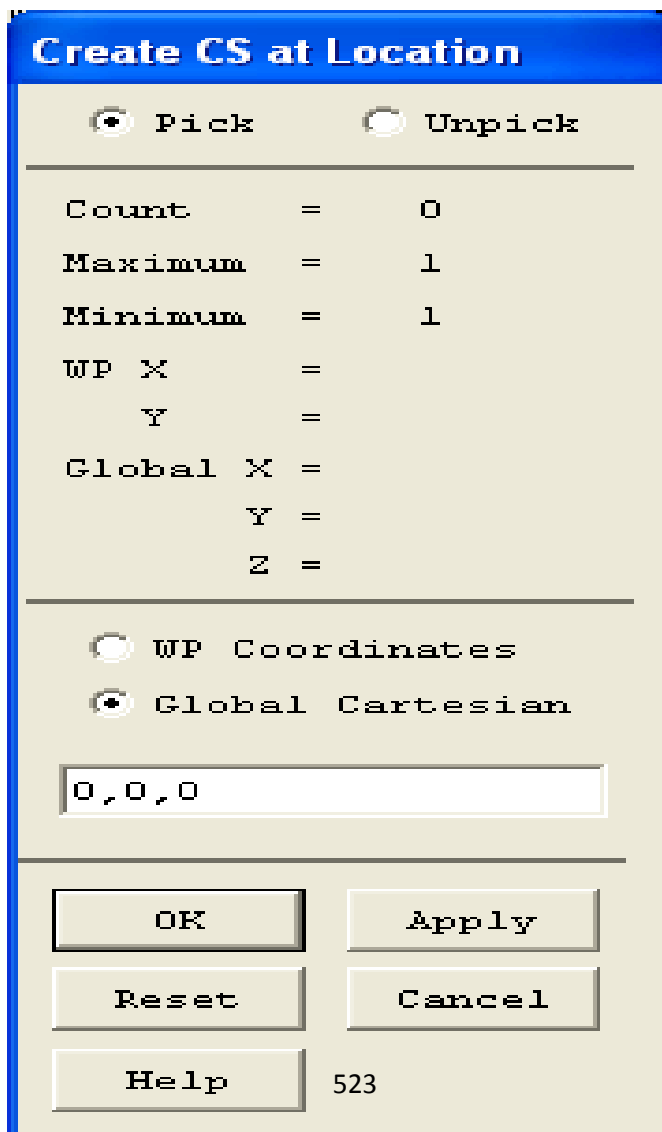 Create CS at Location
Pick Unpick
Count = 0
Maximum = 1
Minimum = 1
WP X =
Y =
Global X =
Y =
Z =
WP Coordinates
Global Cartesian
0,0,0
OK Apply
Reset Cancel
Help 523